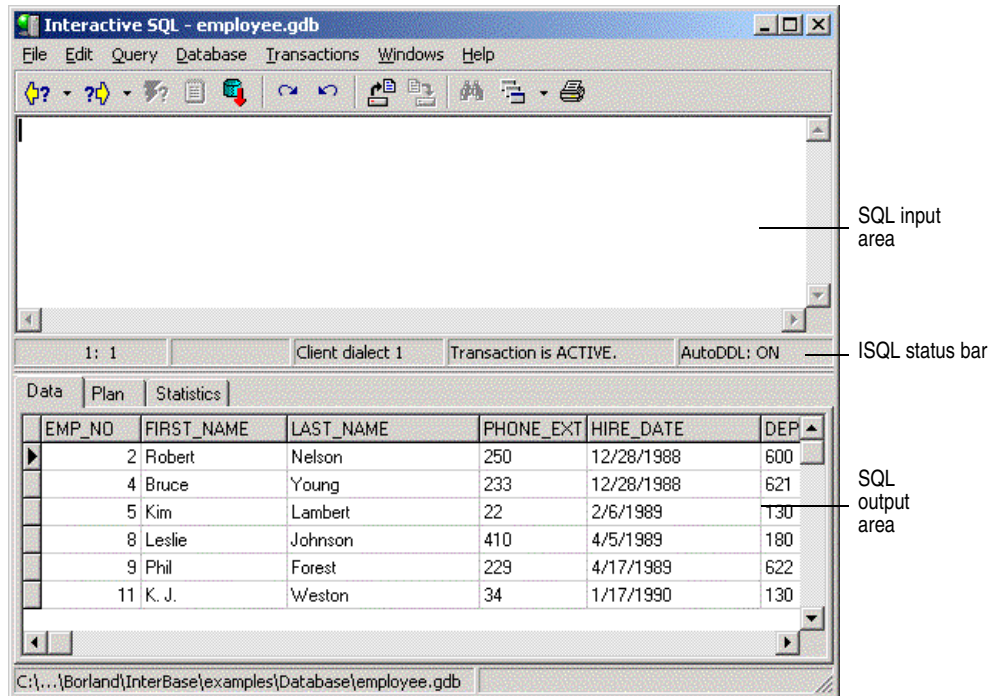 Interactive SQL - employee.gdb
File Edit Query Database Transactions Windows Help
SQL input
area
1: 1 Client dialect 1 Transaction is ACTIVE. AutoDDL: ON
ISQL status bar
Data Plan Statistics
EMP_NO FIRST_NAME LAST_NAME PHONE_EXT HIRE_DATE DEP
2 Robert Nelson 250 12/28/1988 600
4 Bruce Young 233 12/28/1988 621
5 Kim Lambert 22 2/6/1989 130
8 Leslie Johnson 410 4/5/1989 180
9 Phil Forest 229 4/17/1989 622
11 K. J. Weston 34 1/17/1990 130
SQL
output
area
C:\...\Borland\InterBase\examples\Database\employee.gdb